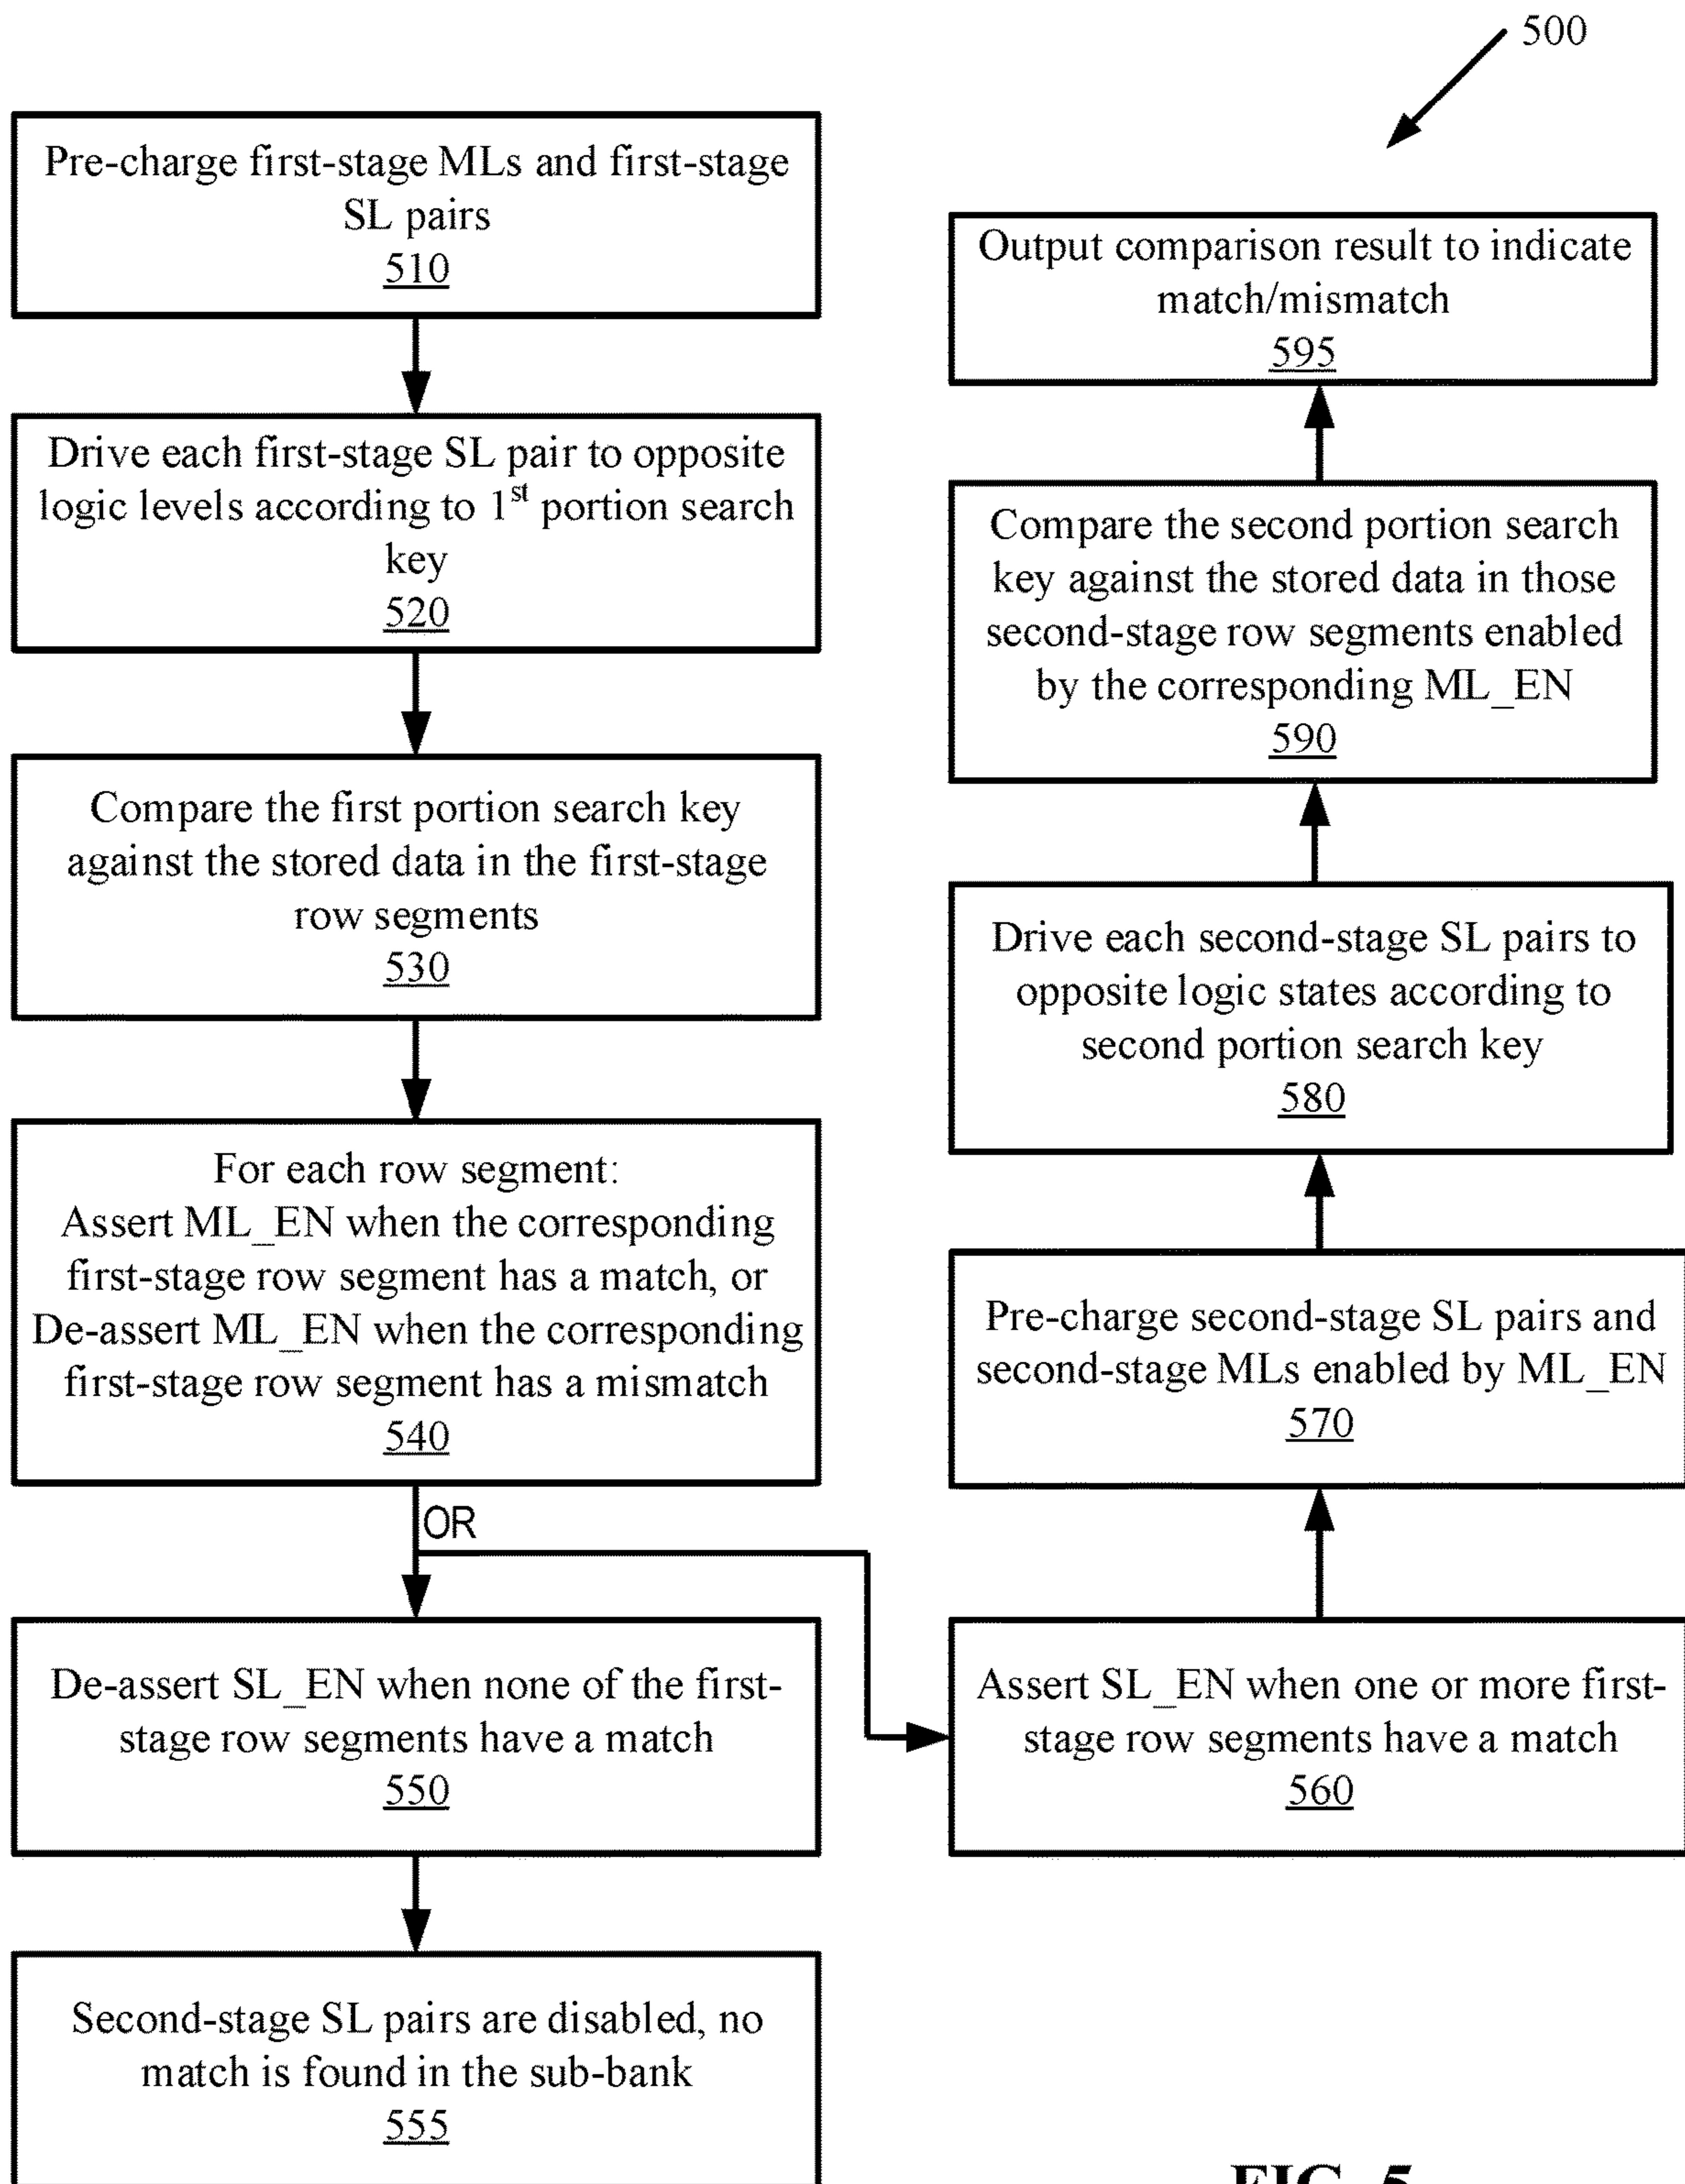 500
Pre-charge first-stage MLs and first-stage
SL pairs
510
Drive each first-stage SL pair to opposite
logic levels according to 1st portion search
key
520
Compare the first portion search key
against the stored data in the first-stage
row segments
530
For each row segment:
Assert ML_EN when the corresponding
first-stage row segment has a match, or
De-assert ML_EN when the corresponding
first-stage row segment has a mismatch
540
OR
De-assert SL_EN when none of the first-
stage row segments have a match
550
Second-stage SL pairs are disabled, no
match is found in the sub-bank
555
Assert SL_EN when one or more first-
stage row segments have a match
560
Pre-charge second-stage SL pairs and
second-stage MLs enabled by ML_EN
570
Drive each second-stage SL pairs to
opposite logic states according to
second portion search key
580
Compare the second portion search
key against the stored data in those
second-stage row segments enabled
by the corresponding ML_EN
590
Output comparison result to indicate
match/mismatch
595
FIG. 5